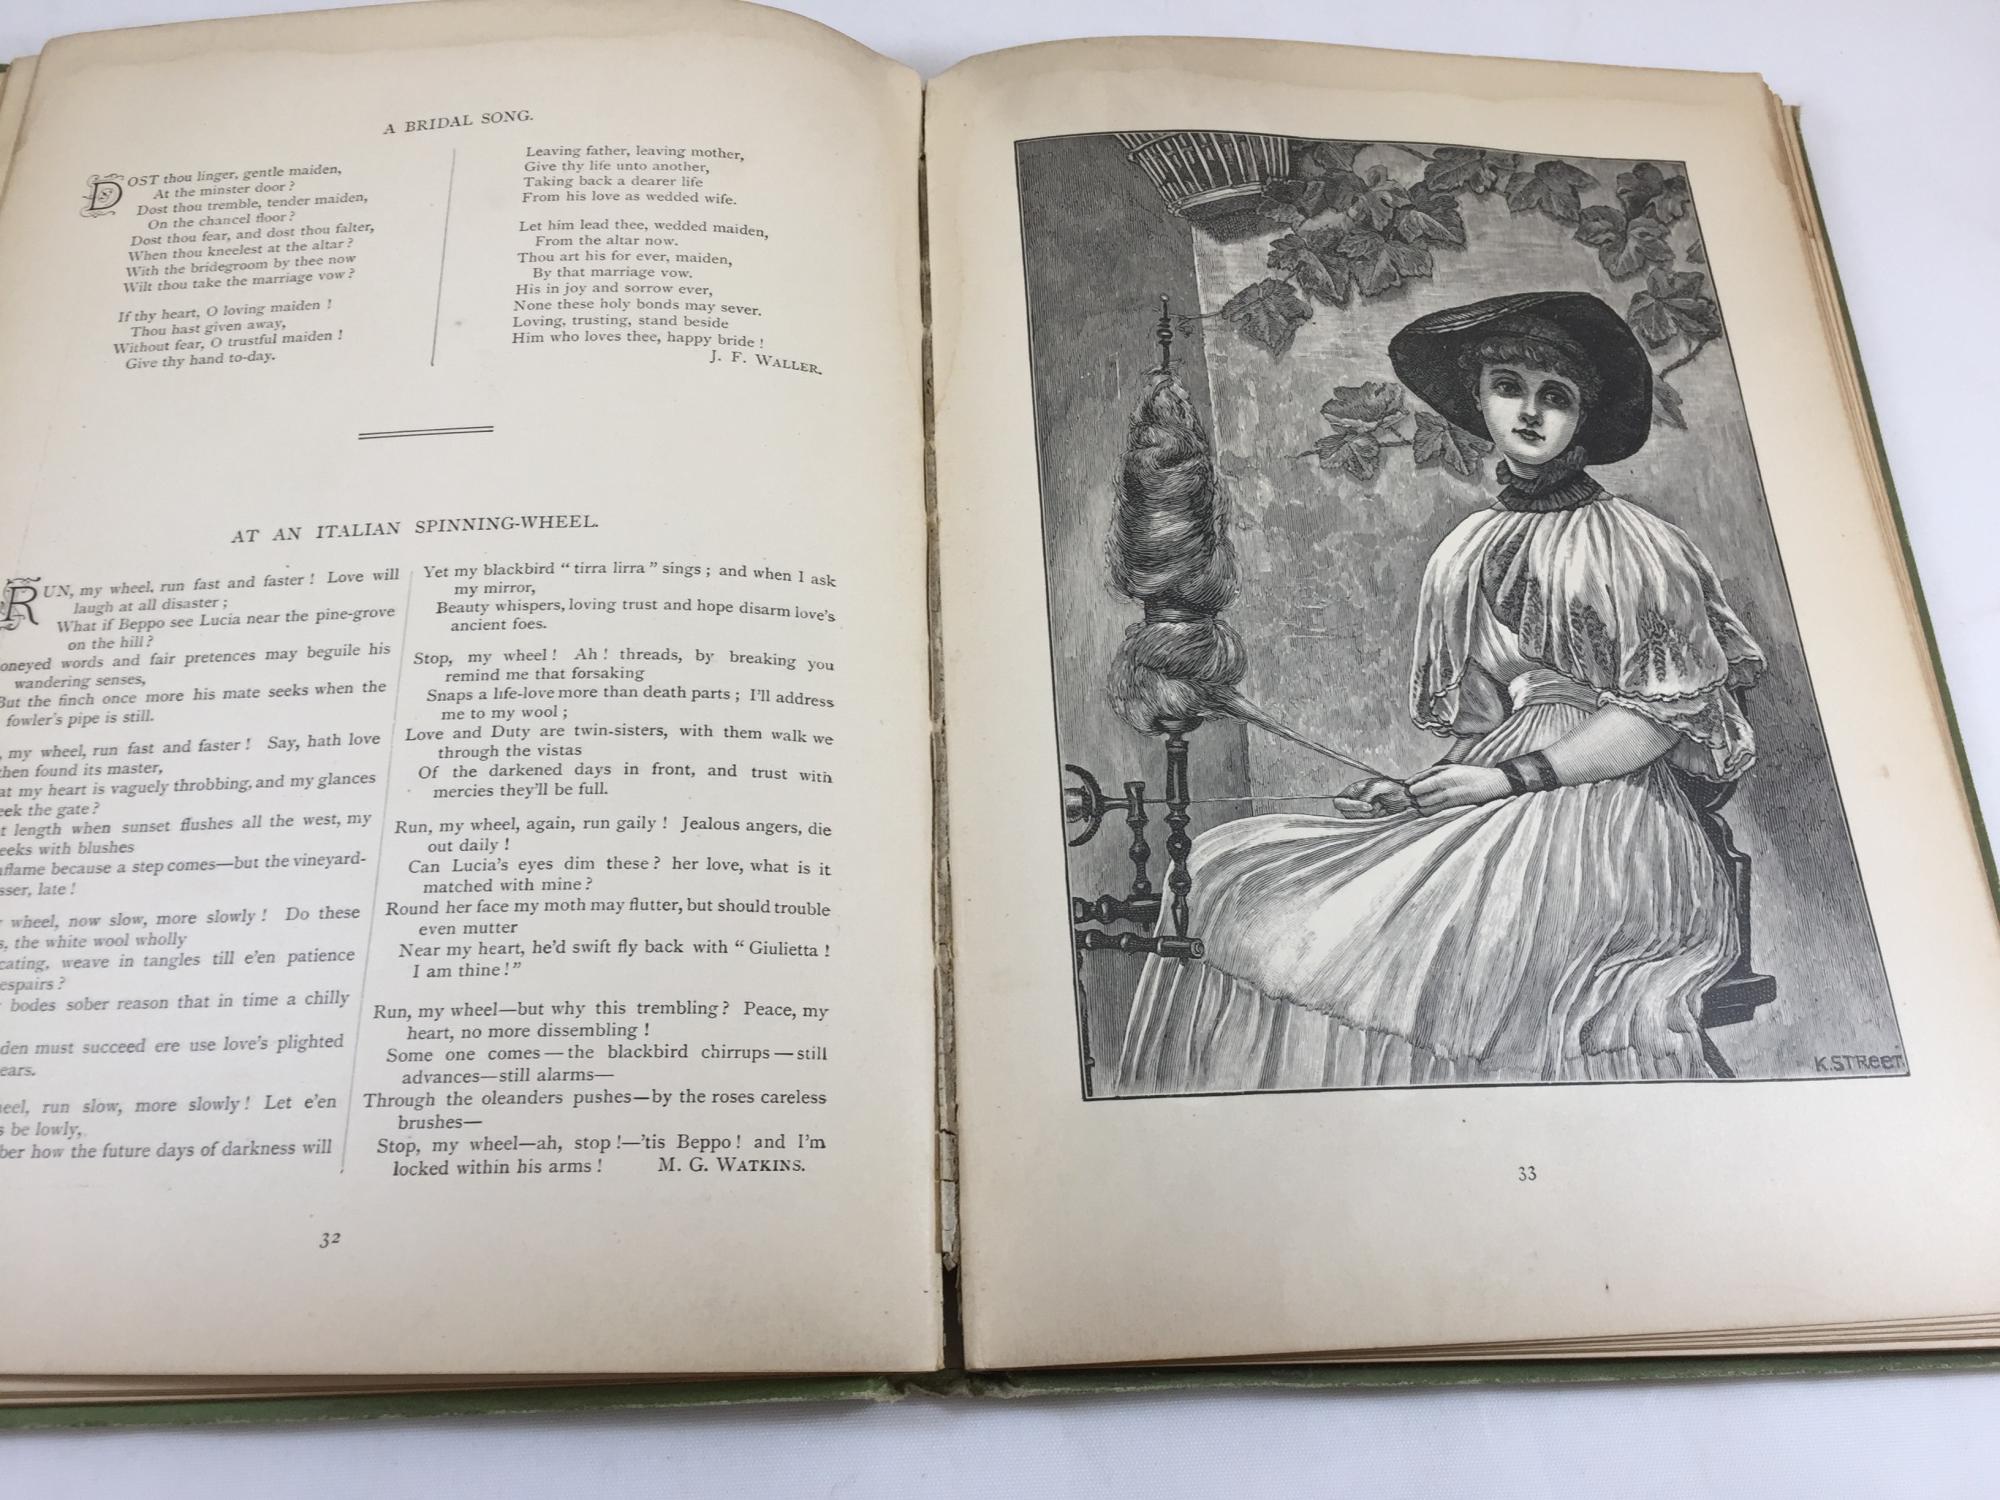 A BRIDAL SONG.
DOST thou linger, gentle maiden,
At the minster door?
Dost thou tremble, tender maiden,
On the chancel floor?
Dost thou fear, and dost thou falter,
When thou kneelest at the altar?
With the bridegroom by thee now
Wilt thou take the marriage vow?
If thy heart, O loving maiden!
Thou hast given away,
Without fear, O trustful maiden!
Give thy hand to-day.
Leaving father, leaving mother,
Give thy life unto another,
Taking back a dearer life
From his love as wedded wife.
Let him lead thee, wedded maiden,
From the altar now.
Thou art his for ever, maiden,
By that marriage vow.
His in joy and sorrow ever,
None these holy bonds may sever.
Loving, trusting, stand beside
Him who loves thee, happy bride!
J. F. WALLER.
AT AN ITALIAN SPINNING-WHEEL.
RUN, my wheel, run fast and faster! Love will
laugh at all disaster;
What if Beppo see Lucia near the pine-grove
on the hill?
oneyed words and fair pretences may beguile his
wandering senses,
But the finch once more his mate seeks when the
fowler's pipe is still.
, my wheel, run fast and faster! Say, hath love
then found its master,
at my heart is vaguely throbbing, and my glances
eek the gate?
t length when sunset flushes all the west, my
eeks with blushes
nflame because a step comes—but the vineyard-
sser, late!
wheel, now slow, more slowly! Do these
s, the white wool wholly
cating, weave in tangles till e'en patience
espairs?
bodes sober reason that in time a chilly
den must succeed ere use love's plighted
ears.
eel, run slow, more slowly! Let e'en
s be lowly,
ber how the future days of darkness will
Yet my blackbird "tirra lirra" sings; and when I ask
my mirror,
Beauty whispers, loving trust and hope disarm love's
ancient foes.
Stop, my wheel! Ah! threads, by breaking you
remind me that forsaking
Snaps a life-love more than death parts; I'll address
me to my wool;
Love and Duty are twin-sisters, with them walk we
through the vistas
Of the darkened days in front, and trust with
mercies they'll be full.
Run, my wheel, again, run gaily! Jealous angers, die
out daily!
Can Lucia's eyes dim these? her love, what is it
matched with mine?
Round her face my moth may flutter, but should trouble
even mutter
Near my heart, he'd swift fly back with "Giulietta!
I am thine!"
Run, my wheel—but why this trembling? Peace, my
heart, no more dissembling!
Some one comes—the blackbird chirrups—still
advances—still alarms—
Through the oleanders pushes—by the roses careless
brushes—
Stop, my wheel—ah, stop!—'tis Beppo! and I'm
locked within his arms! M. G. WATKINS.
32
K. STREET.
33